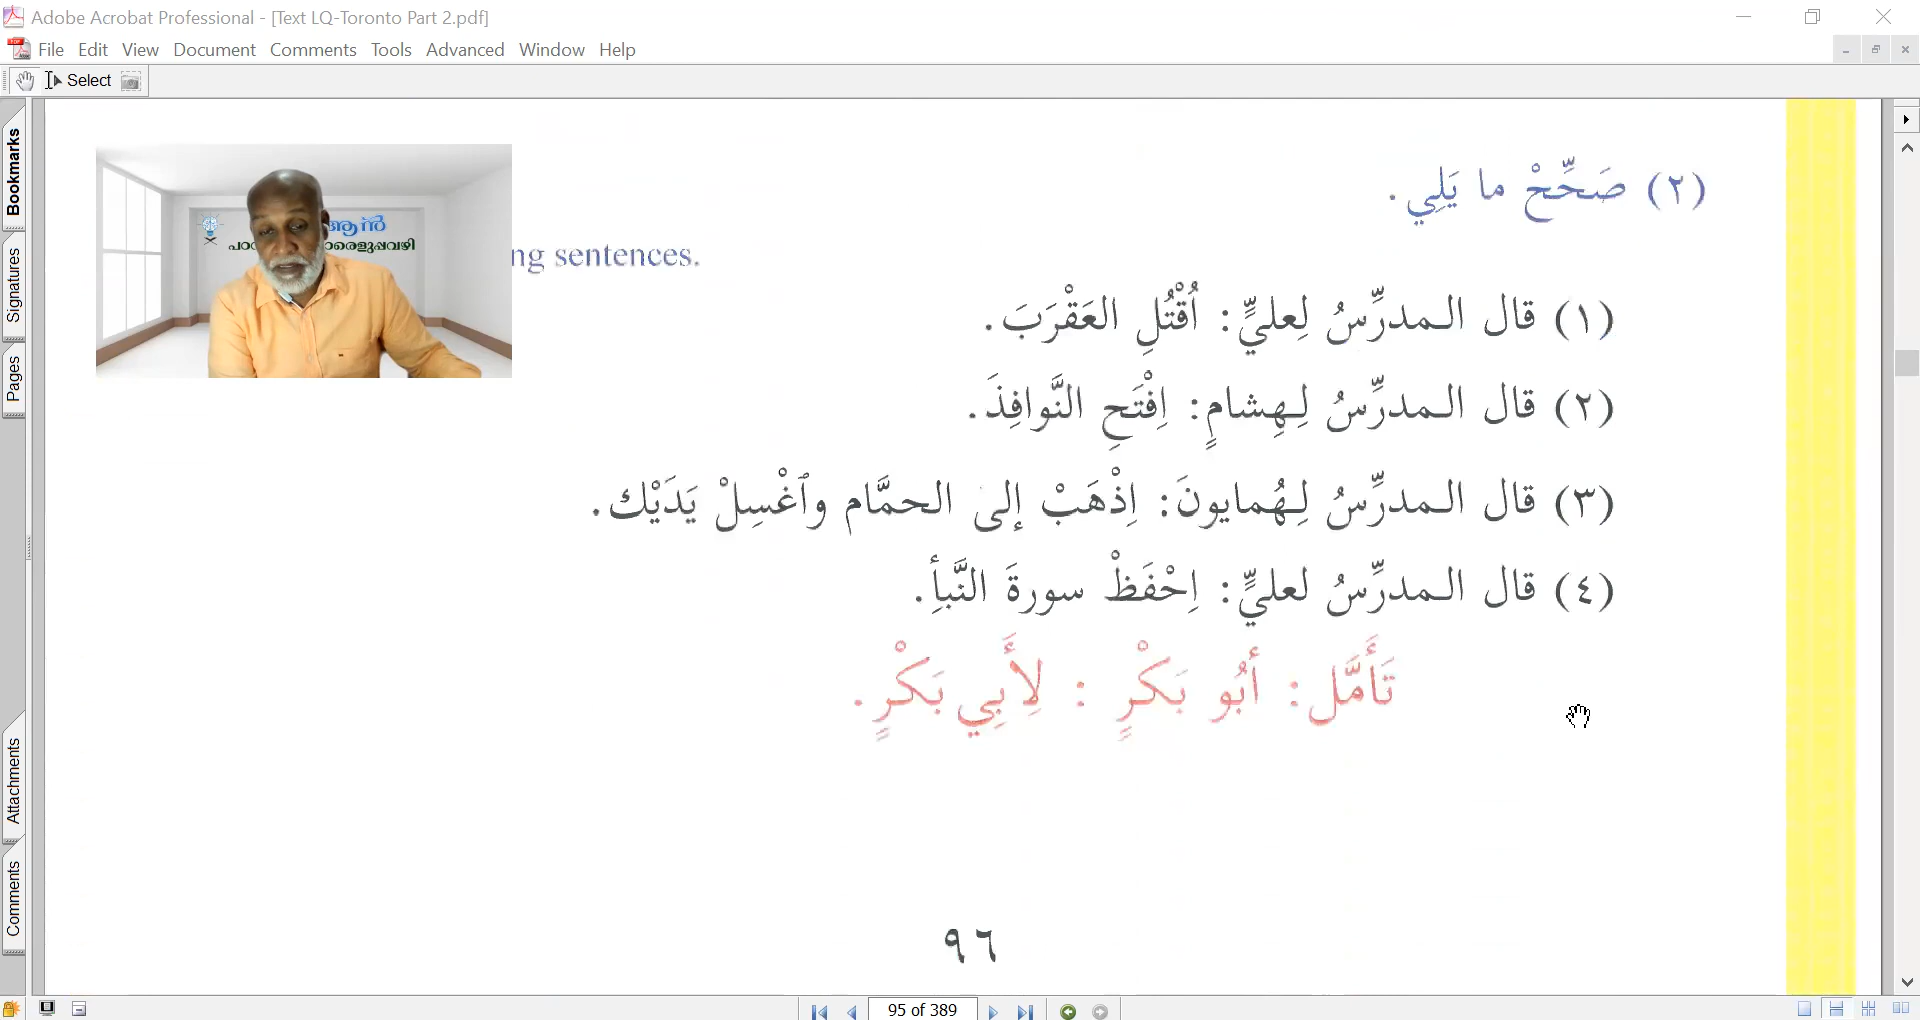 Adobe Acrobat Professional - [Text LQ-Toronto Part 2.pdf]
File Edit View Document Comments Tools Advanced Window Help
Select
Bookmarks
Signatures
Pages
Attachments
Comments
(٢) صَحِّحْ ما يَلِي.
ng sentences.
(١) قال المدرِّسُ لِعليٍّ: اُقْتُلِ العَقْرَبَ.
(٢) قال المدرِّسُ لِهِشامٍ: اِفْتَحِ النَّوافِذَ.
(٣) قال المدرِّسُ لِهُمايونَ: اِذْهَبْ إلى الحمَّام وٱغْسِلْ يَدَيْك.
(٤) قال المدرِّسُ لعليٍّ: اِحْفَظْ سورةَ النَّبأِ.
تَأَمَّل: أبُو بَكْرٍ : لِأَبِي بَكْرٍ.
٩٦
95 of 389